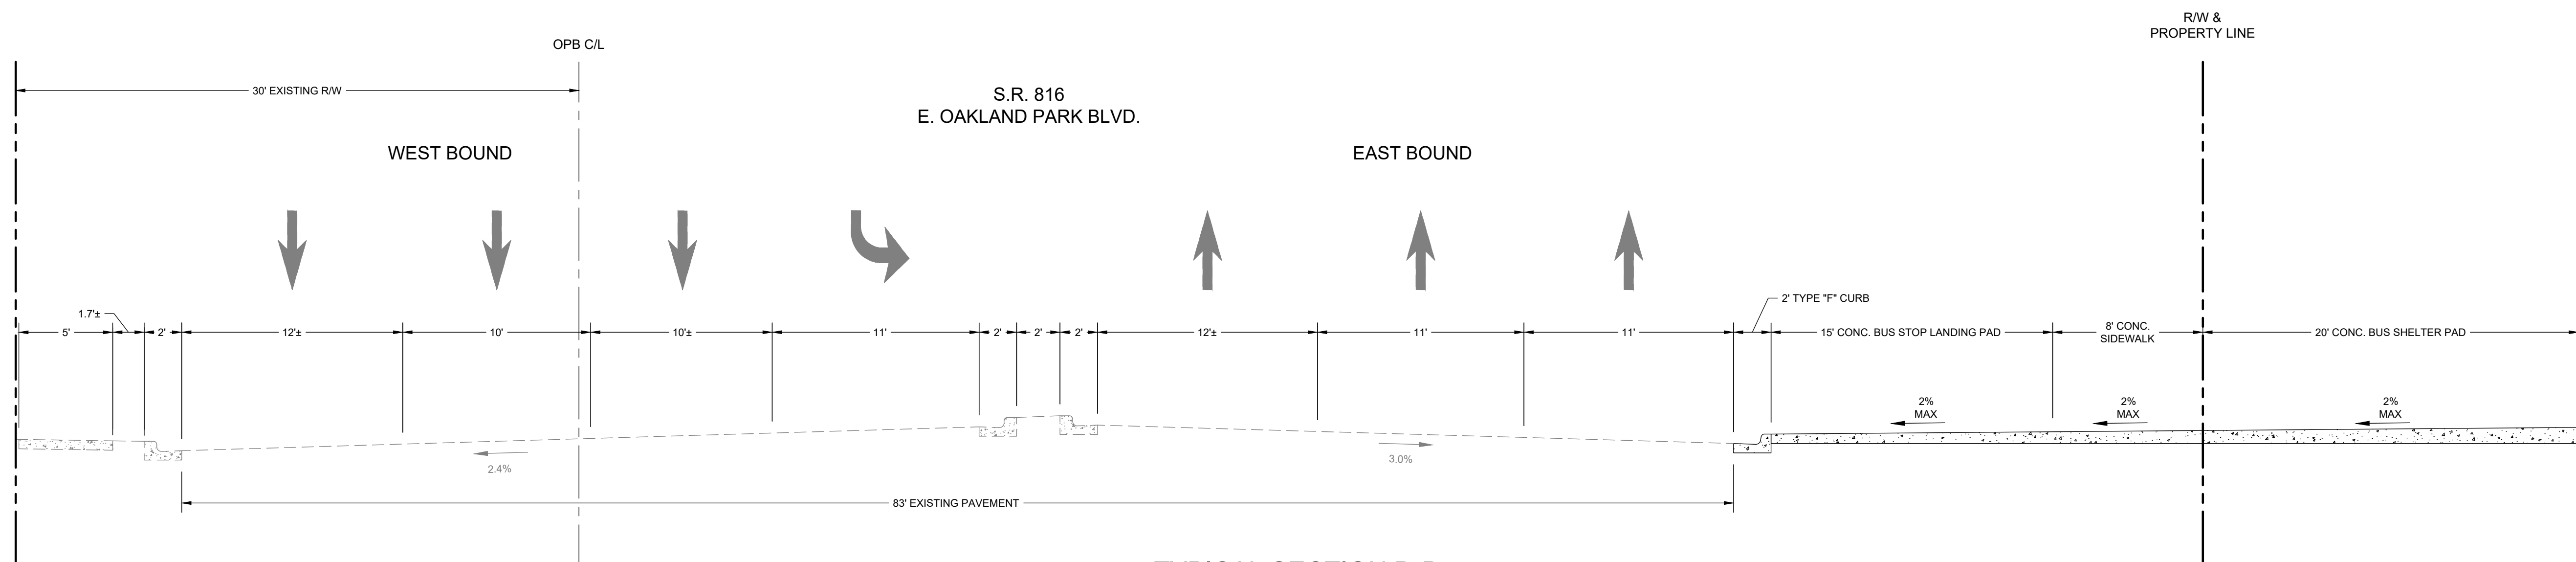 R/W &
PROPERTY LINE
OPB C/L
30' EXISTING R/W
S.R. 816
E. OAKLAND PARK BLVD.
WEST BOUND
EAST BOUND
2' TYPE "F" CURB
1.7'±
5'
2'
12'±
10'
10'±
11'
2'
2'
2'
12'±
11'
11'
15' CONC. BUS STOP LANDING PAD
8' CONC.
SIDEWALK
20' CONC. BUS SHELTER PAD
2%
MAX
2%
MAX
2%
MAX
2.4%
3.0%
83' EXISTING PAVEMENT